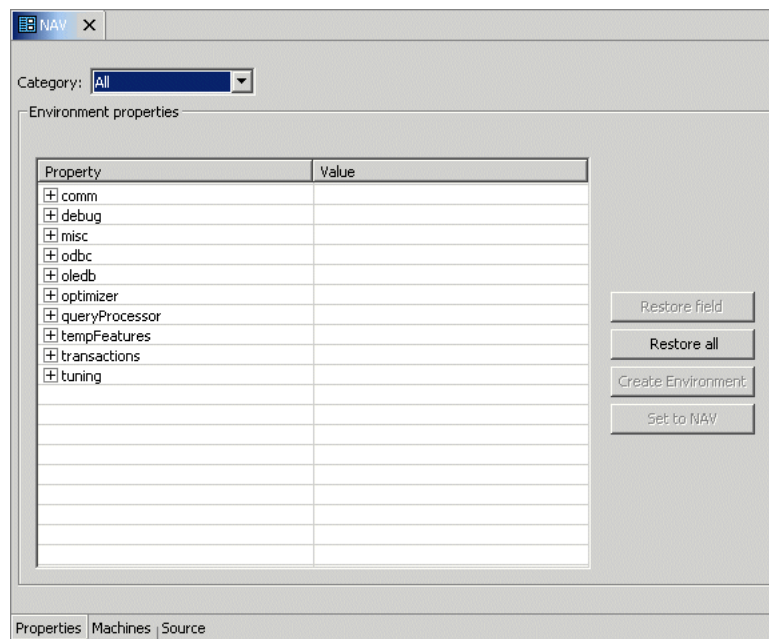 NAV
Category: All
Environment properties
Property Value
comm
debug
misc
odbc
oledb
optimizer
queryProcessor
tempFeatures
transactions
tuning
Restore field
Restore all
Create Environment
Set to NAV
Properties Machines Source